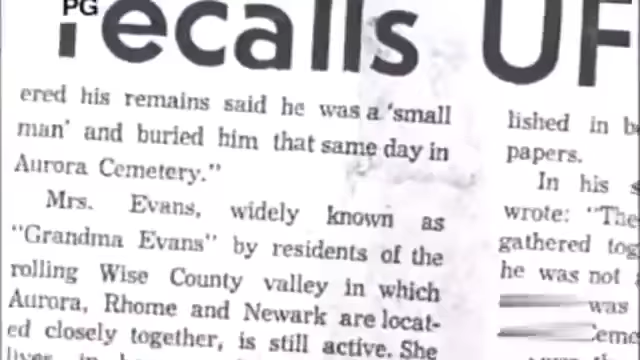 PG
recalls UF
ered his remains said he was a 'small
man' and buried him that same day in
Aurora Cemetery."
Mrs. Evans, widely known as
"Grandma Evans" by residents of the
rolling Wise County valley in which
Aurora, Rhome and Newark are locat-
ed closely together, is still active. She
lives in
lished in
papers.
In his
wrote: "The
gathered tog
he was not
was
Ceme